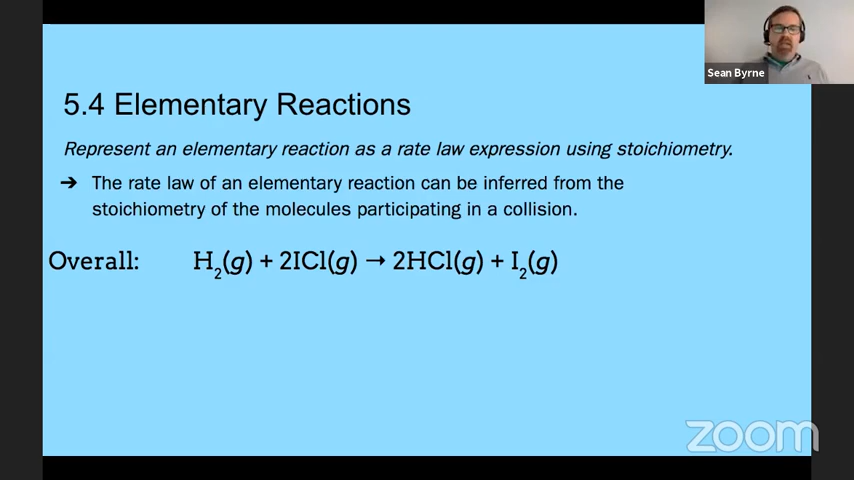 Sean Byrne
5.4 Elementary Reactions
Represent an elementary reaction as a rate law expression using stoichiometry.
➔ The rate law of an elementary reaction can be inferred from the
stoichiometry of the molecules participating in a collision.
Overall: H₂(g) + 2ICl(g) → 2HCl(g) + I₂(g)
zoom